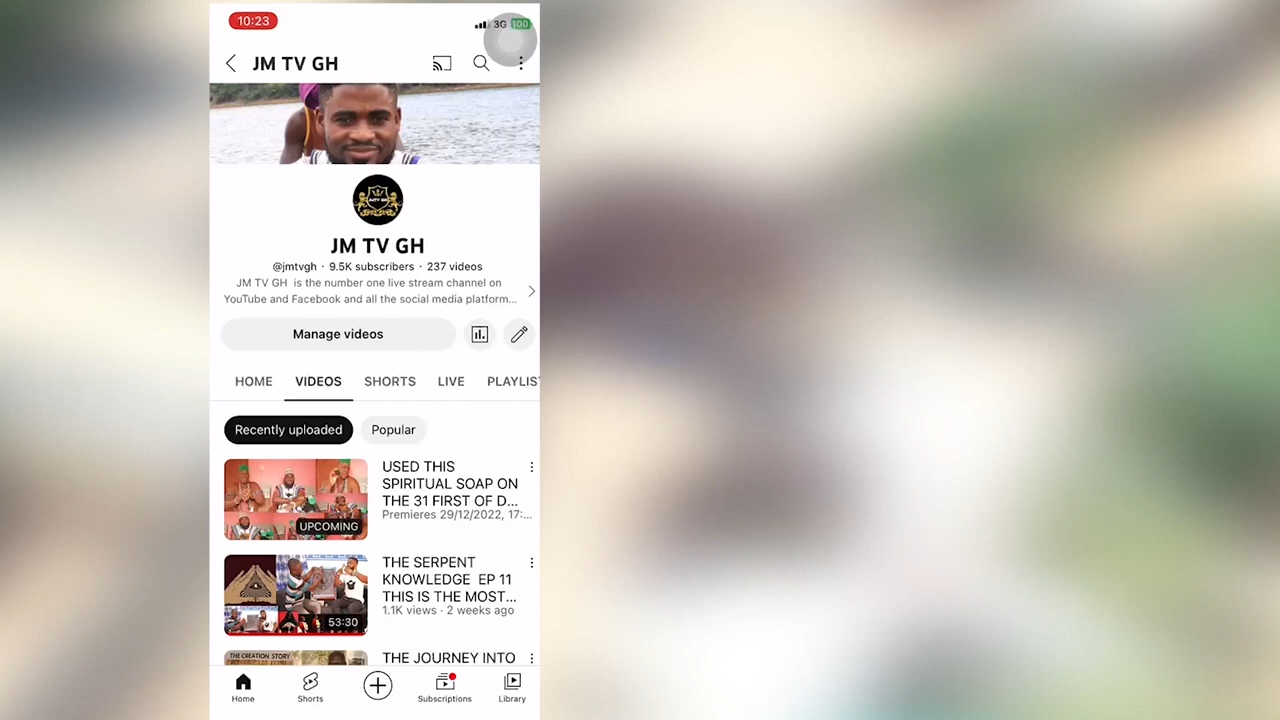 10:23
3G 100
JM TV GH
JM TV GH
@jmtvgh · 9.5K subscribers · 237 videos
JM TV GH is the number one live stream channel on
YouTube and Facebook and all the social media platform...
Manage videos
HOME VIDEOS SHORTS LIVE PLAYLIS
Recently uploaded Popular
USED THIS
SPIRITUAL SOAP ON
THE 31 FIRST OF D...
Premieres 29/12/2022, 17:...
UPCOMING
THE SERPENT
KNOWLEDGE EP 11
THIS IS THE MOST...
1.1K views · 2 weeks ago
53:30
THE CREATION STORY
THE JOURNEY INTO
Home Shorts Subscriptions Library